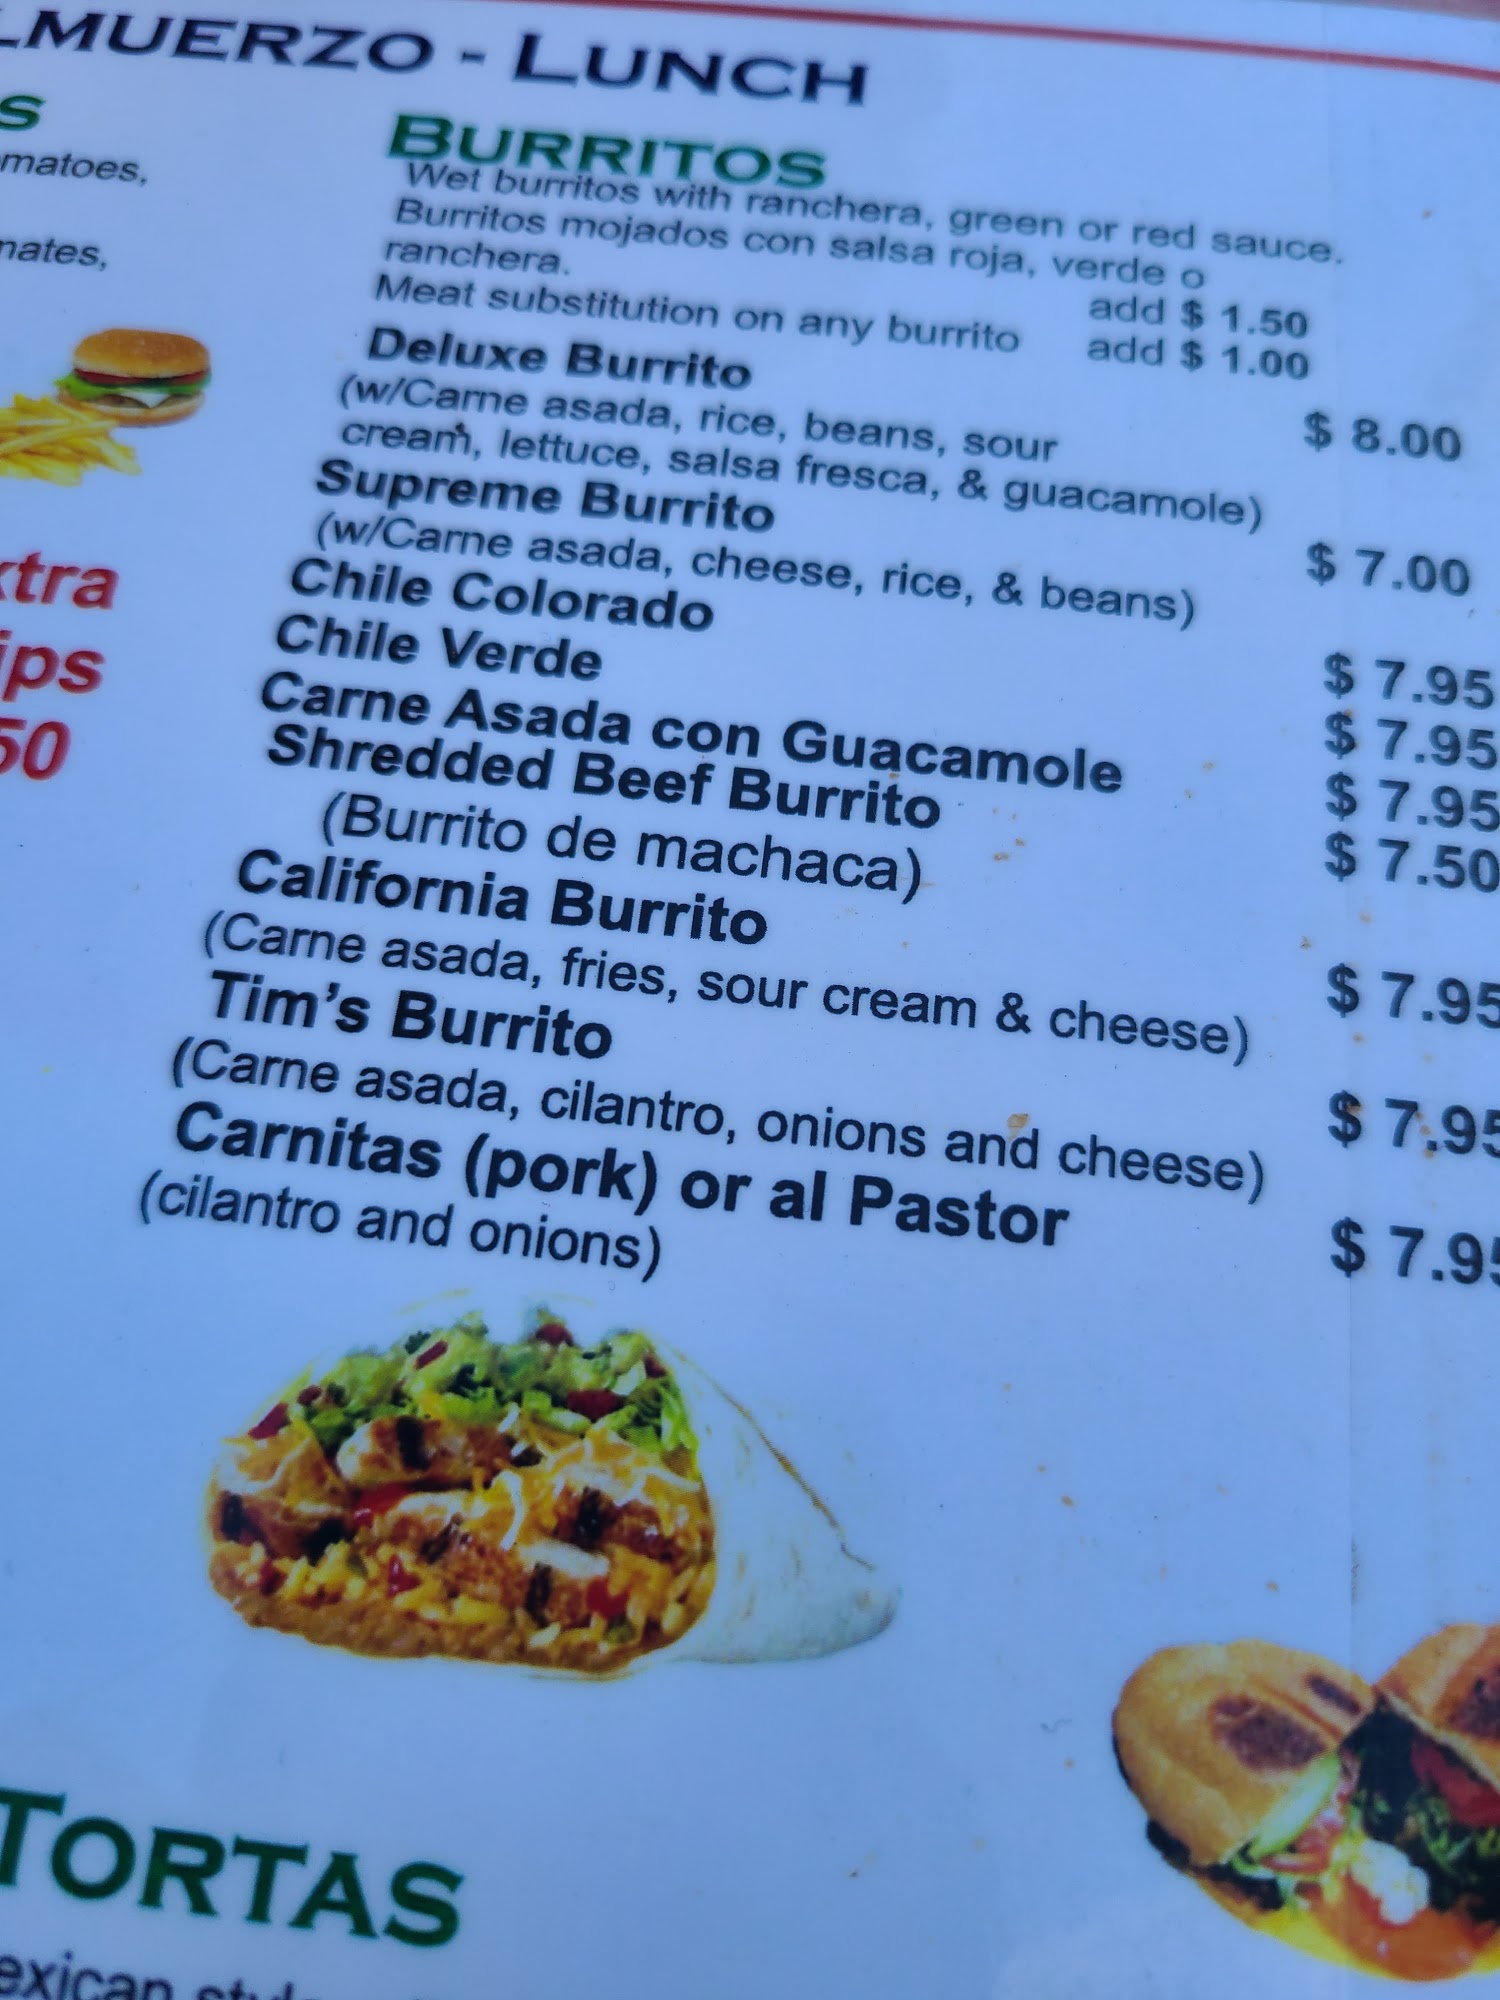 LMUERZO - LUNCH
S
omatoes,
mates,
xtra
ips
50
BURRITOS
Wet burritos with ranchera, green or red sauce.
Burritos mojados con salsa roja, verde o
ranchera. add $ 1.50
Meat substitution on any burrito add $ 1.00
Deluxe Burrito $ 8.00
(w/Carne asada, rice, beans, sour
cream, lettuce, salsa fresca, & guacamole)
Supreme Burrito $ 7.00
(w/Carne asada, cheese, rice, & beans)
Chile Colorado $ 7.95
Chile Verde $ 7.95
Carne Asada con Guacamole $ 7.95
Shredded Beef Burrito $ 7.50
(Burrito de machaca)
California Burrito $ 7.95
(Carne asada, fries, sour cream & cheese)
Tim's Burrito $ 7.95
(Carne asada, cilantro, onions and cheese)
Carnitas (pork) or al Pastor $ 7.95
(cilantro and onions)
TORTAS
exican